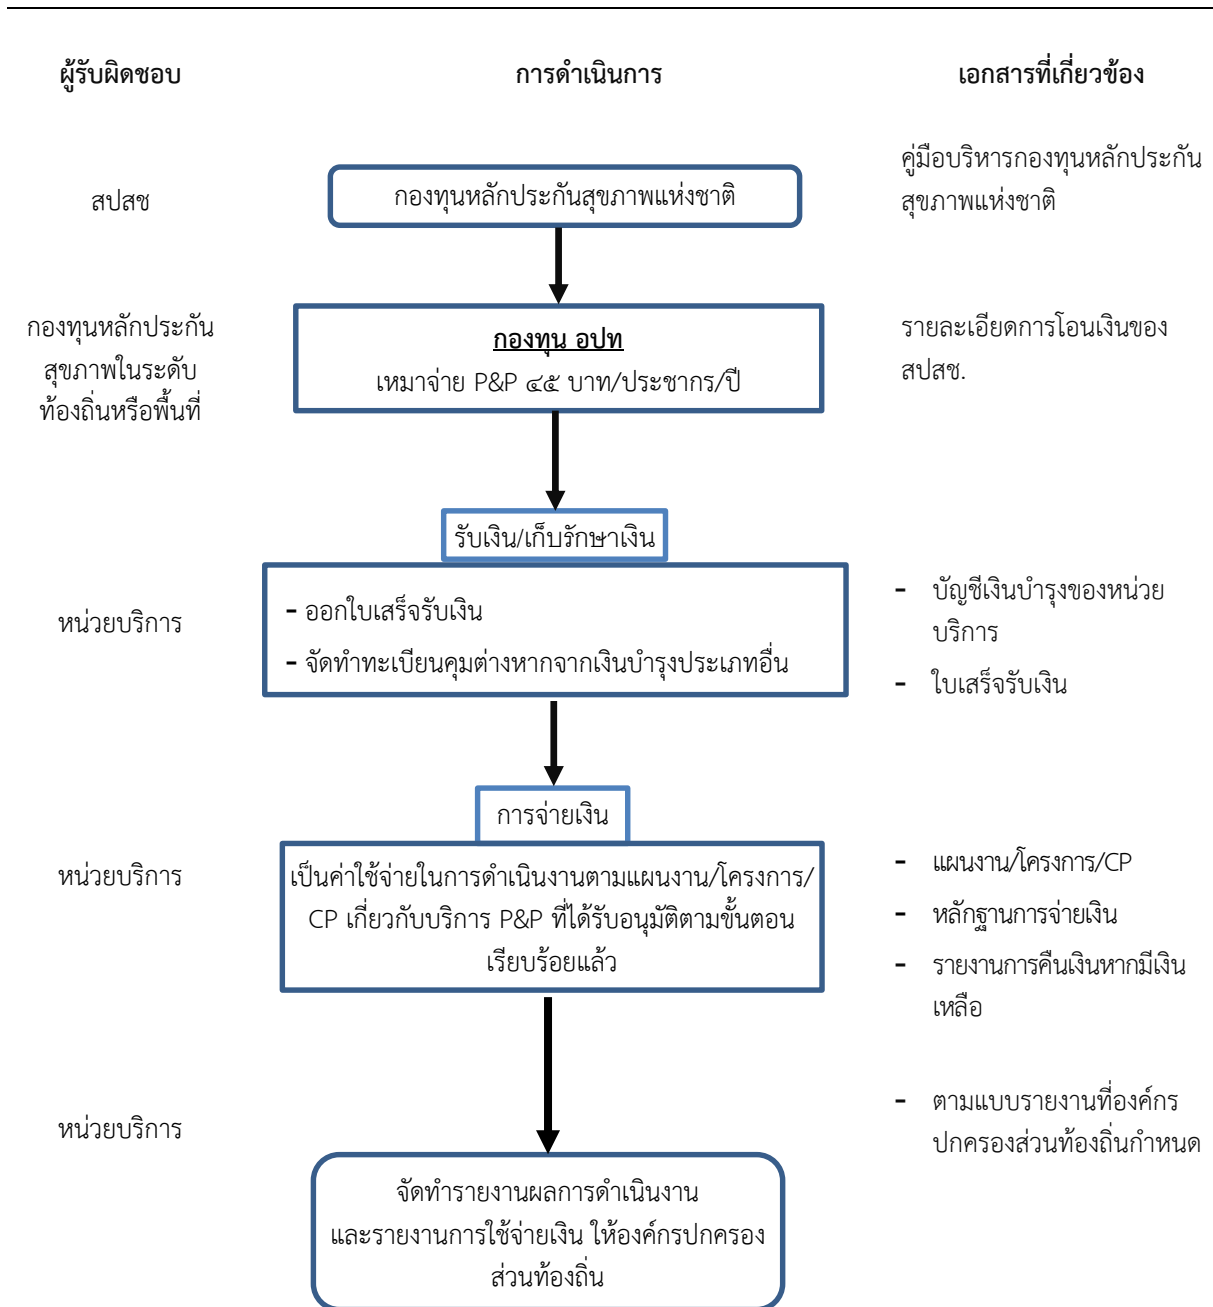 ผู้รับผิดชอบ
การดำเนินการ
เอกสารที่เกี่ยวข้อง
สปสช
กองทุนหลักประกันสุขภาพแห่งชาติ
คู่มือบริหารกองทุนหลักประกัน
สุขภาพแห่งชาติ
กองทุนหลักประกัน
สุขภาพในระดับ
ท้องถิ่นหรือพื้นที่
กองทุน อปท
เหมาจ่าย P&P ๔๕ บาท/ประชากร/ปี
รายละเอียดการโอนเงินของ
สปสช.
รับเงิน/เก็บรักษาเงิน
หน่วยบริการ
- ออกใบเสร็จรับเงิน
- จัดทำทะเบียนคุมต่างหากจากเงินบำรุงประเภทอื่น
- บัญชีเงินบำรุงของหน่วย
บริการ
- ใบเสร็จรับเงิน
การจ่ายเงิน
หน่วยบริการ
เป็นค่าใช้จ่ายในการดำเนินงานตามแผนงาน/โครงการ/
CP เกี่ยวกับบริการ P&P ที่ได้รับอนุมัติตามขั้นตอน
เรียบร้อยแล้ว
- แผนงาน/โครงการ/CP
- หลักฐานการจ่ายเงิน
- รายงานการคืนเงินหากมีเงิน
เหลือ
หน่วยบริการ
- ตามแบบรายงานที่องค์กร
ปกครองส่วนท้องถิ่นกำหนด
จัดทำรายงานผลการดำเนินงาน
และรายงานการใช้จ่ายเงิน ให้องค์กรปกครอง
ส่วนท้องถิ่น